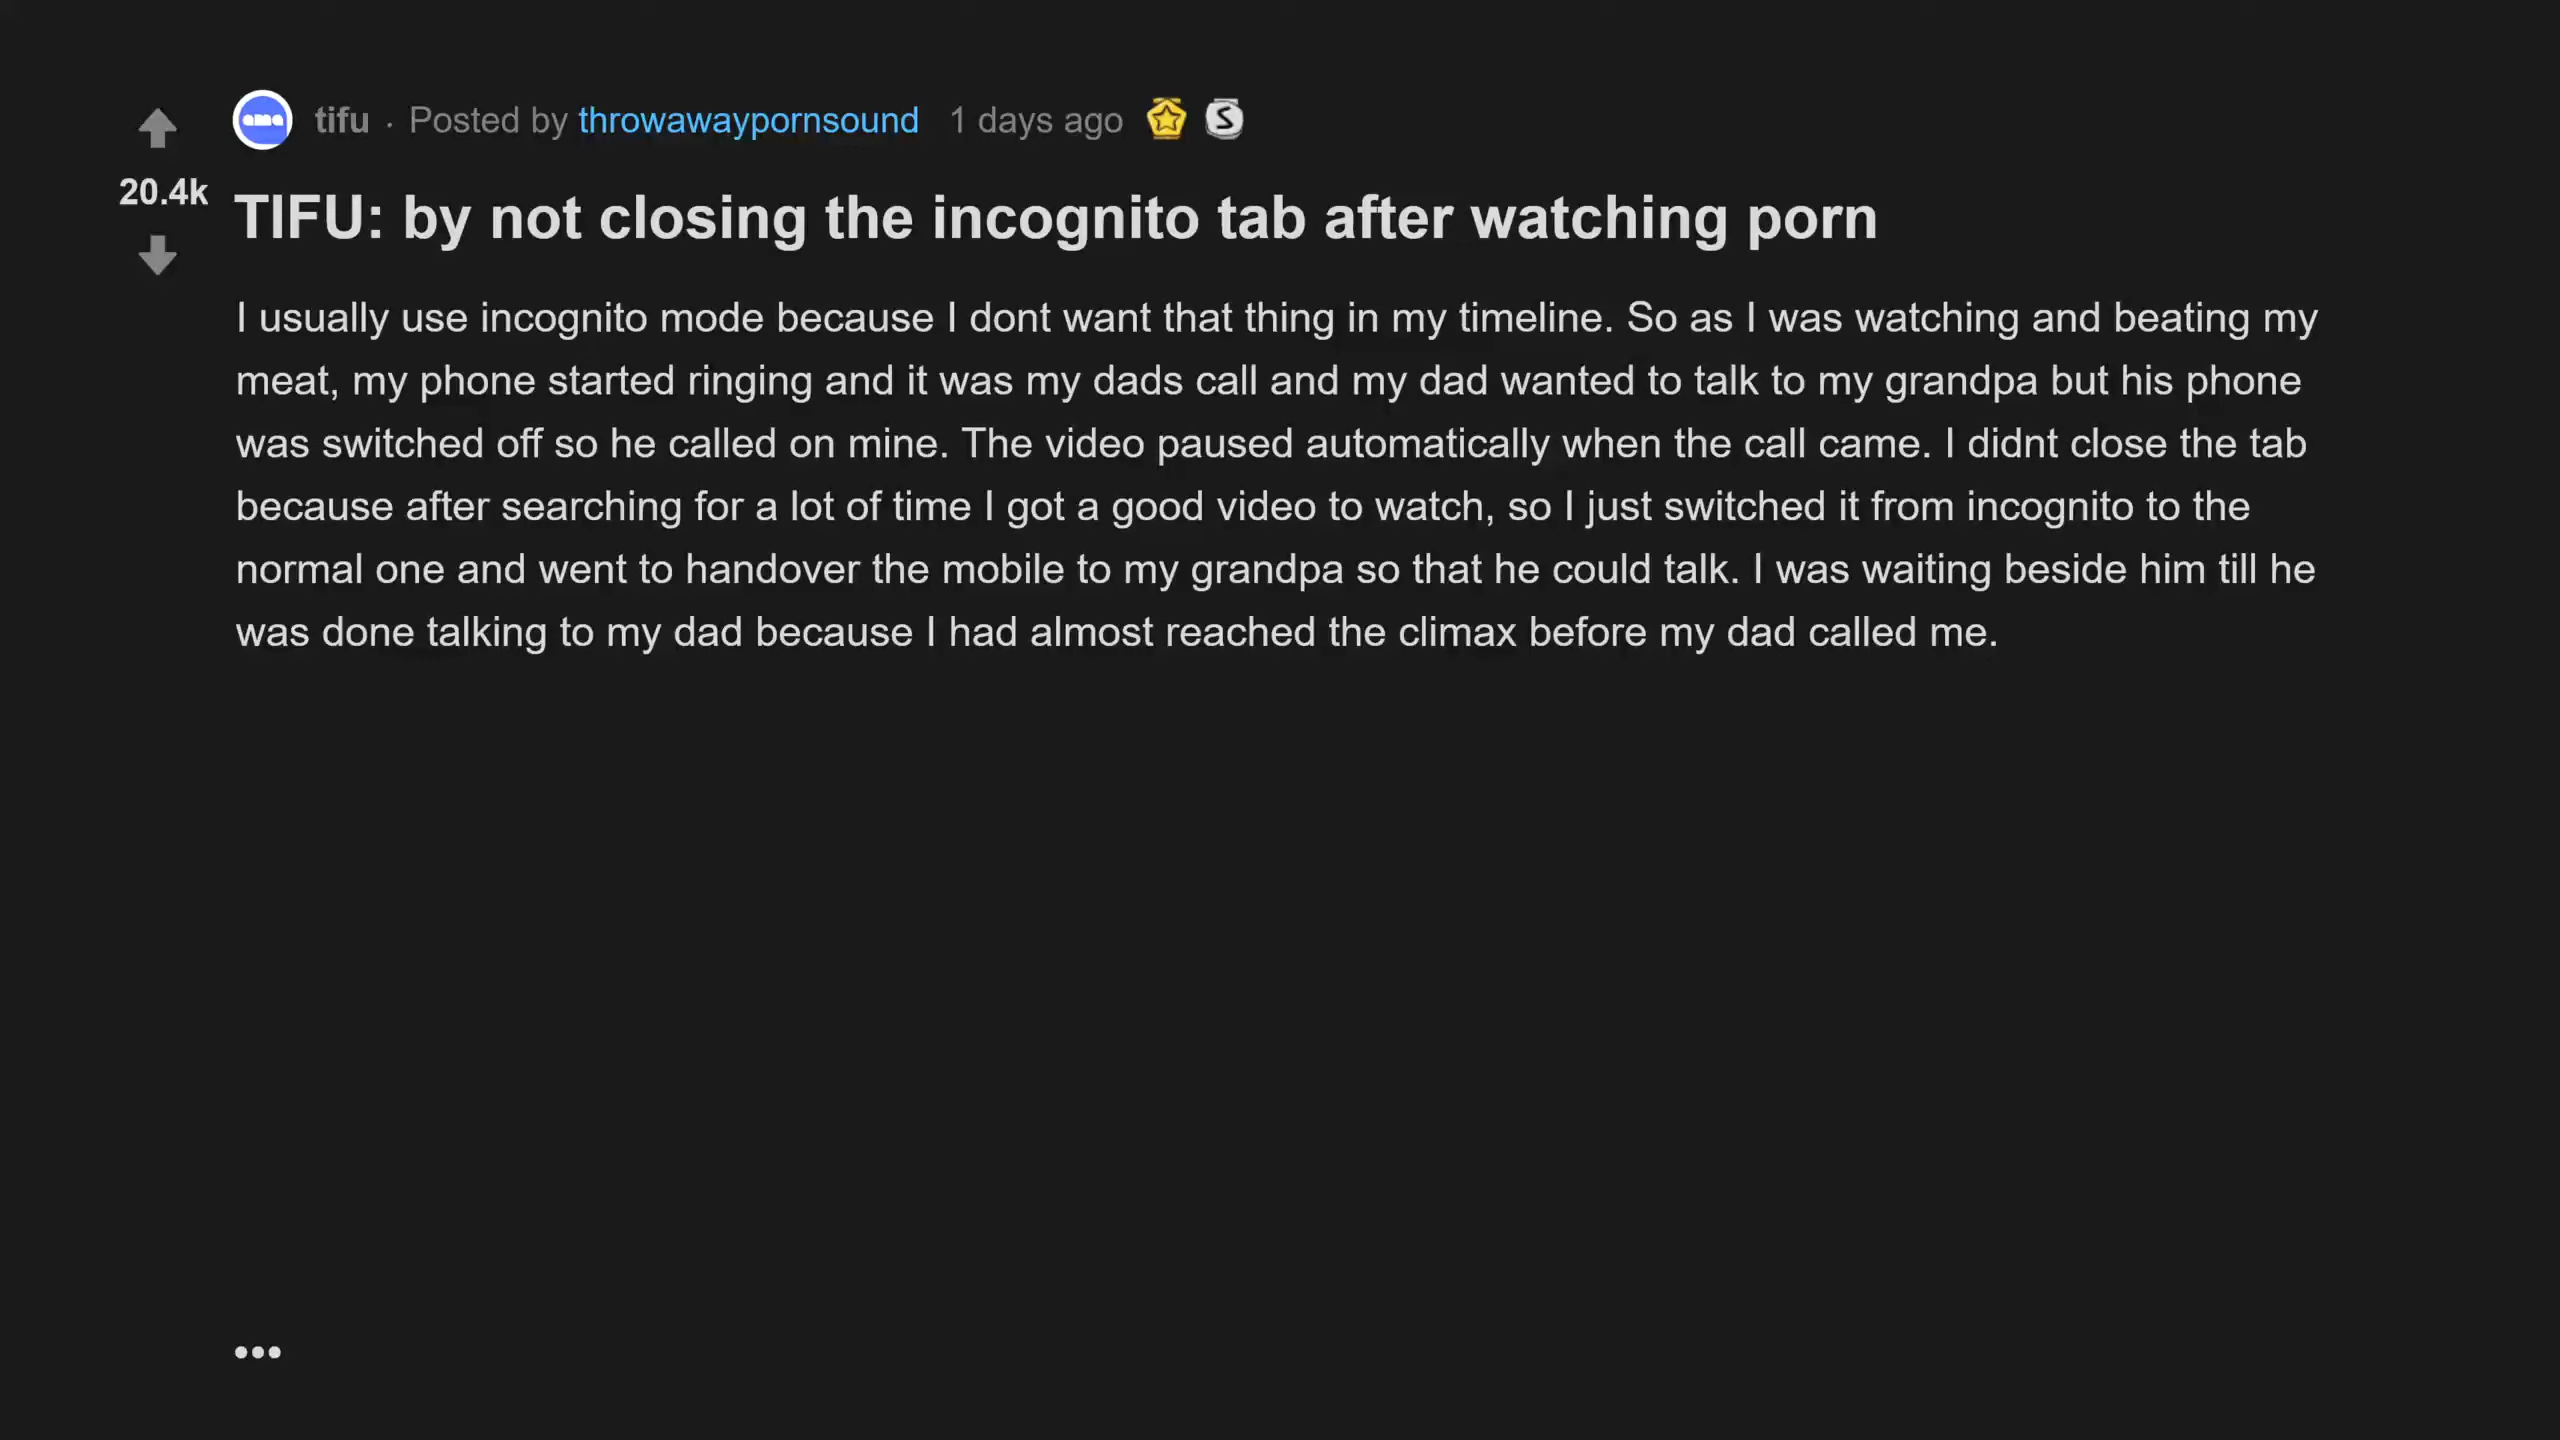 tifu · Posted by throwawaypornsound 1 days ago
20.4k
TIFU: by not closing the incognito tab after watching porn
I usually use incognito mode because I dont want that thing in my timeline. So as I was watching and beating my
meat, my phone started ringing and it was my dads call and my dad wanted to talk to my grandpa but his phone
was switched off so he called on mine. The video paused automatically when the call came. I didnt close the tab
because after searching for a lot of time I got a good video to watch, so I just switched it from incognito to the
normal one and went to handover the mobile to my grandpa so that he could talk. I was waiting beside him till he
was done talking to my dad because I had almost reached the climax before my dad called me.
•••